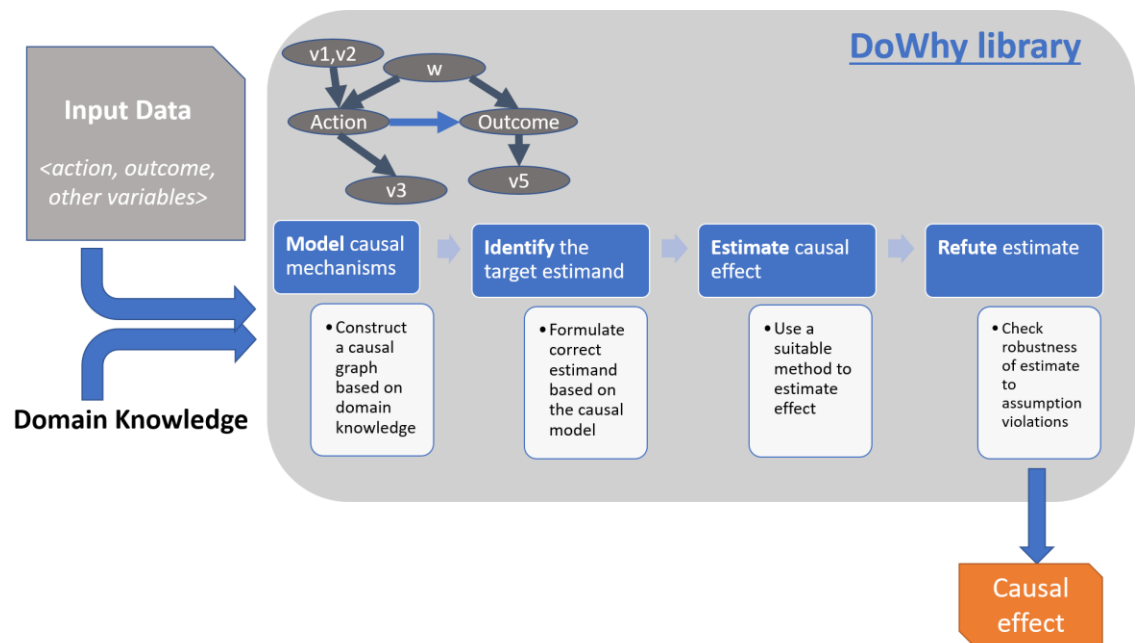 DoWhy library
v1,v2
w
Action
Outcome
v3
v5
Input Data
<action, outcome,
other variables>
Domain Knowledge
Model causal
mechanisms
Identify the
target estimand
Estimate causal
effect
Refute estimate
• Construct
a causal
graph
based on
domain
knowledge
• Formulate
correct
estimand
based on
the causal
model
• Use a
suitable
method to
estimate
effect
• Check
robustness
of estimate
to
assumption
violations
Causal
effect